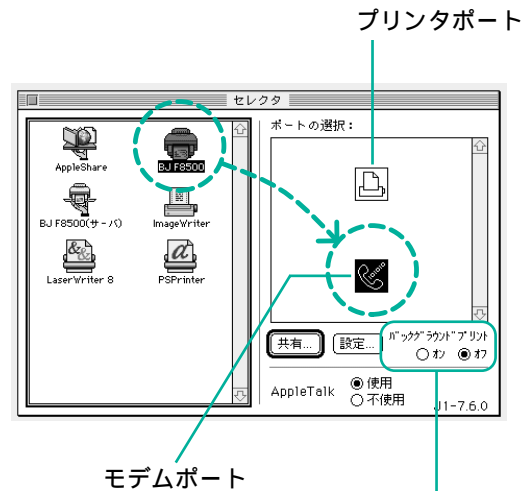 プリンタポート
セレクタ
AppleShare
BJ F8500
BJ F8500(サーバ)
ImageWriter
LaserWriter 8
PSPrinter
ポートの選択：
共有...
設定...
バックグラウンドプリント
オン
オフ
AppleTalk
使用
不使用
J1-7.6.0
モデムポート